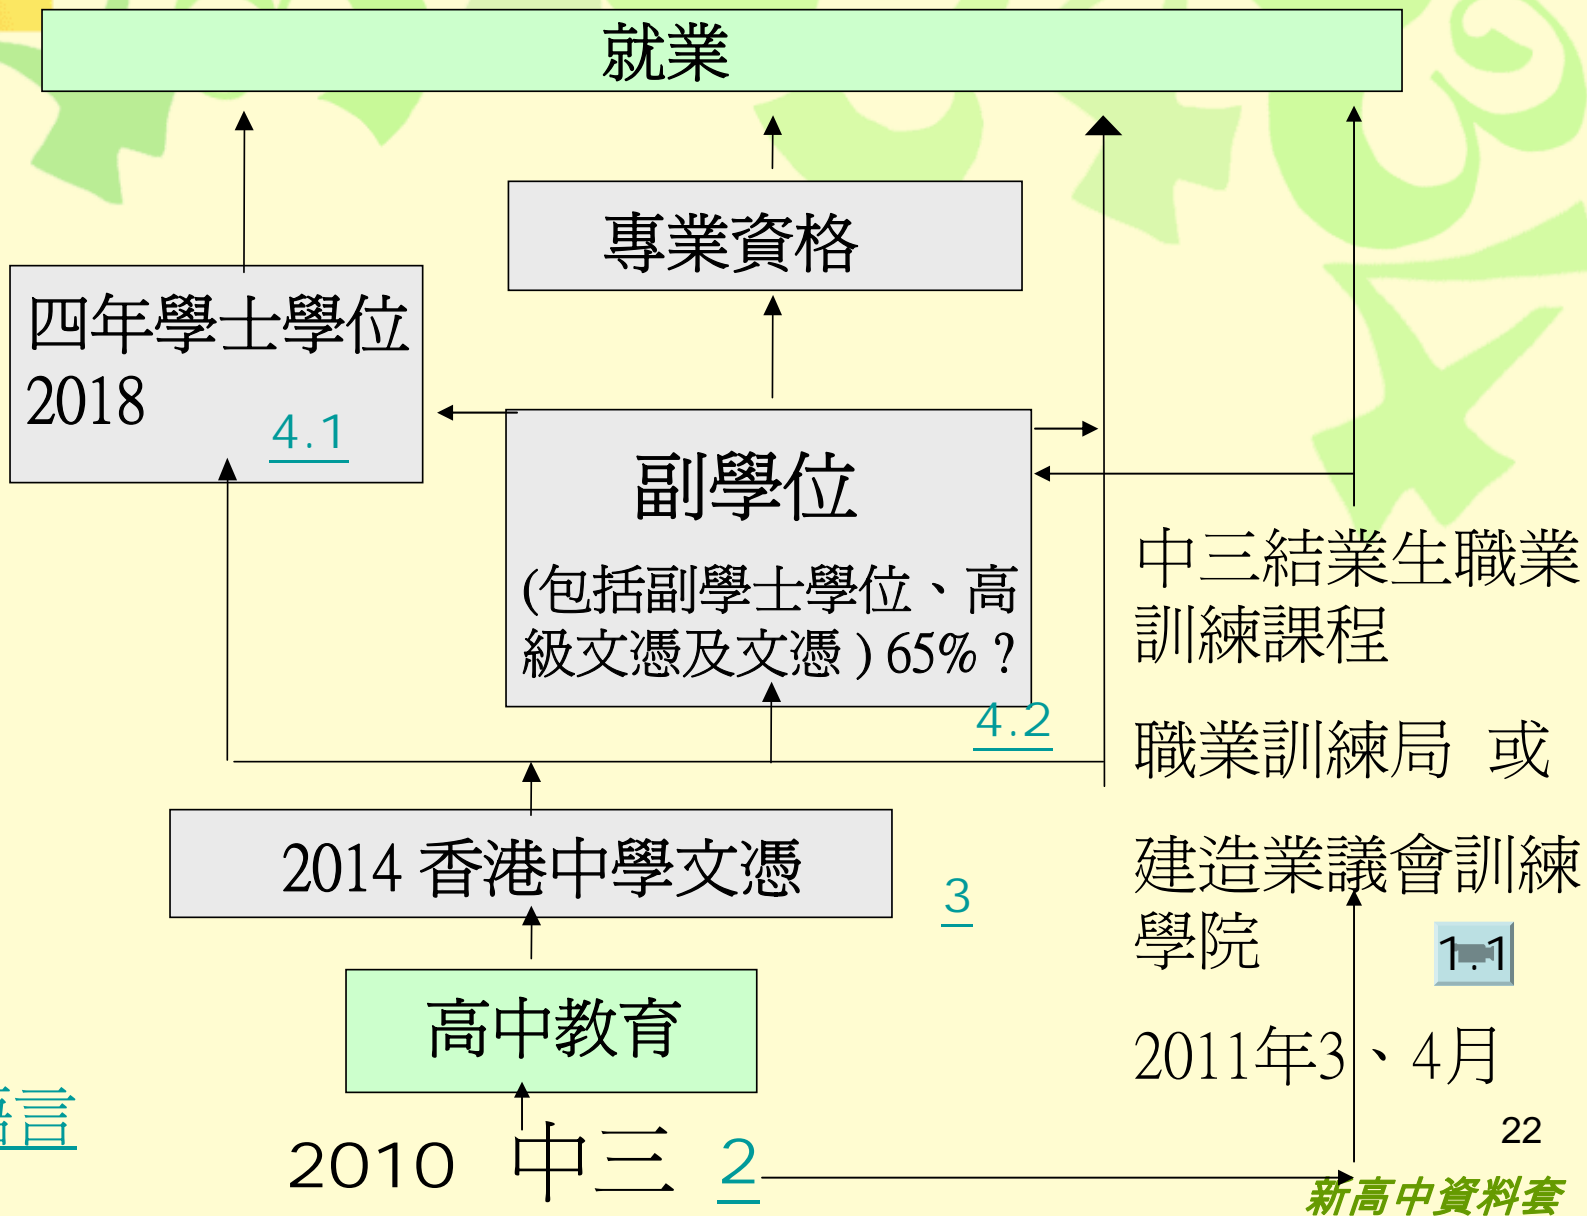 就業
專業資格
四年學士學位
2018
4.1
副學位
(包括副學士學位、高
級文憑及文憑 ) 65% ?
4.2
中三結業生職業
訓練課程
職業訓練局 或
建造業議會訓練
學院
1.1
2011年3、4月
2014 香港中學文憑
3
高中教育
語言
2010 中三 2
22
新高中資料套